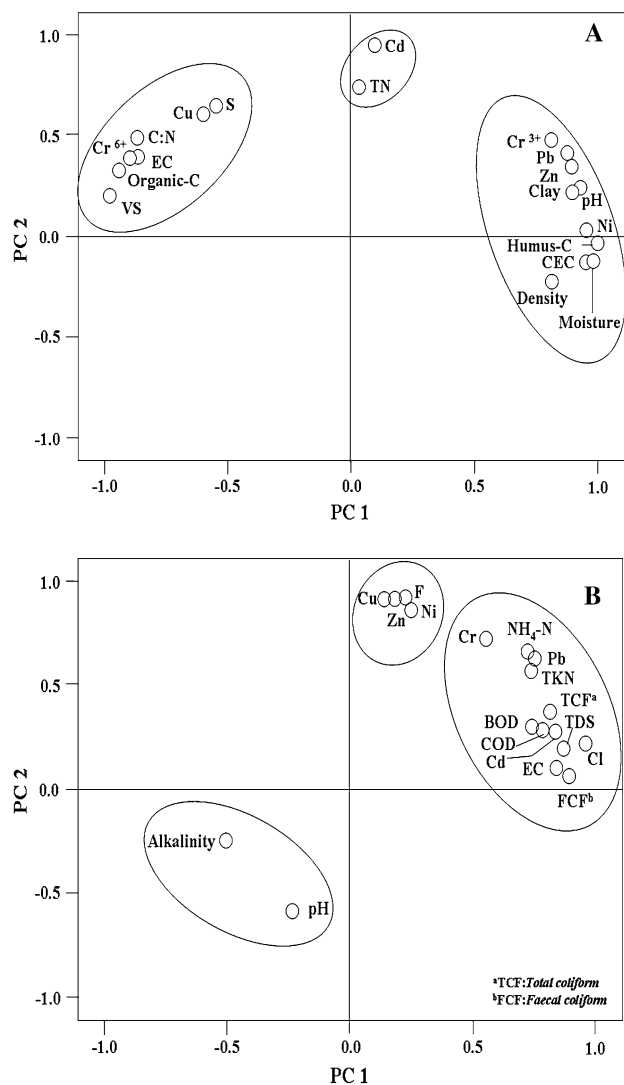 A
1.0
Cd
TN
S
Cu
0.5
C:N
Cr 6+
EC
Organic-C
VS
Cr 3+
Pb
Zn
Clay
pH
Ni
0.0
Humus-C
CEC
Density
Moisture
-0.5
-1.0
PC 2
-1.0 -0.5 0.0 0.5 1.0
PC 1
B
1.0
Cu F
Zn Ni
Cr
NH4-N
Pb
TKN
0.5
TCFa
BOD TDS
COD
Cd
EC Cl
FCFb
0.0
Alkalinity
-0.5
pH
-1.0
PC 2
aTCF:Total coliform
bFCF:Faecal coliform
-1.0 -0.5 0.0 0.5 1.0
PC 1